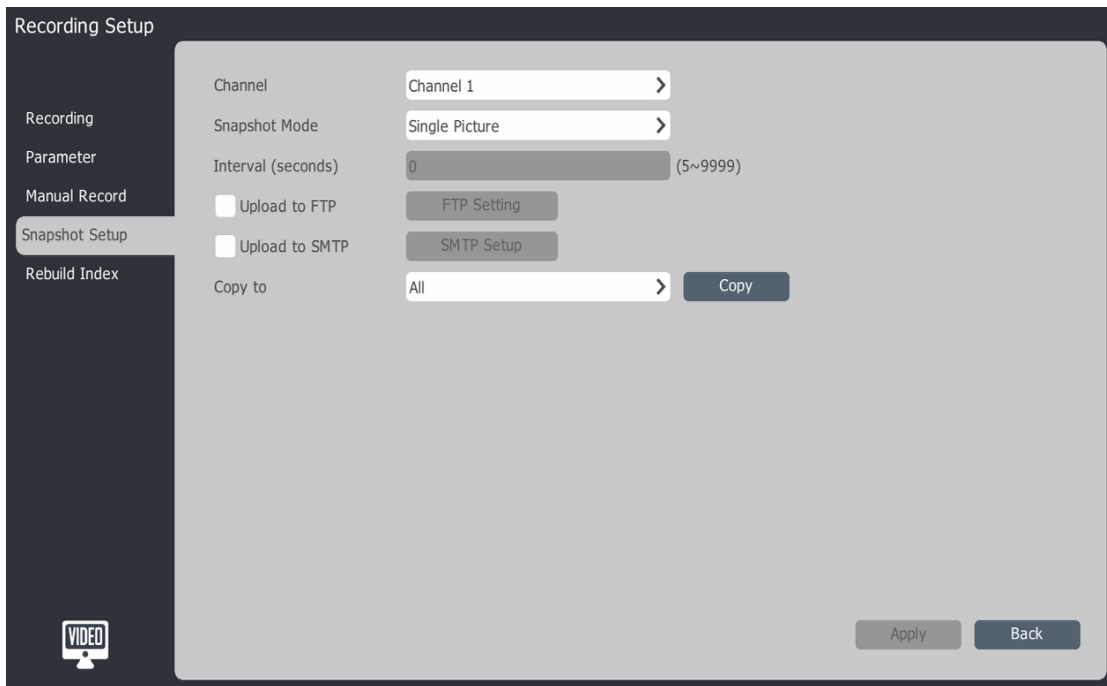 Recording Setup
Recording
Parameter
Manual Record
Snapshot Setup
Rebuild Index
Channel Channel 1
Snapshot Mode Single Picture
Interval (seconds) 0 (5~9999)
Upload to FTP FTP Setting
Upload to SMTP SMTP Setup
Copy to All Copy
VIDEO
Apply Back